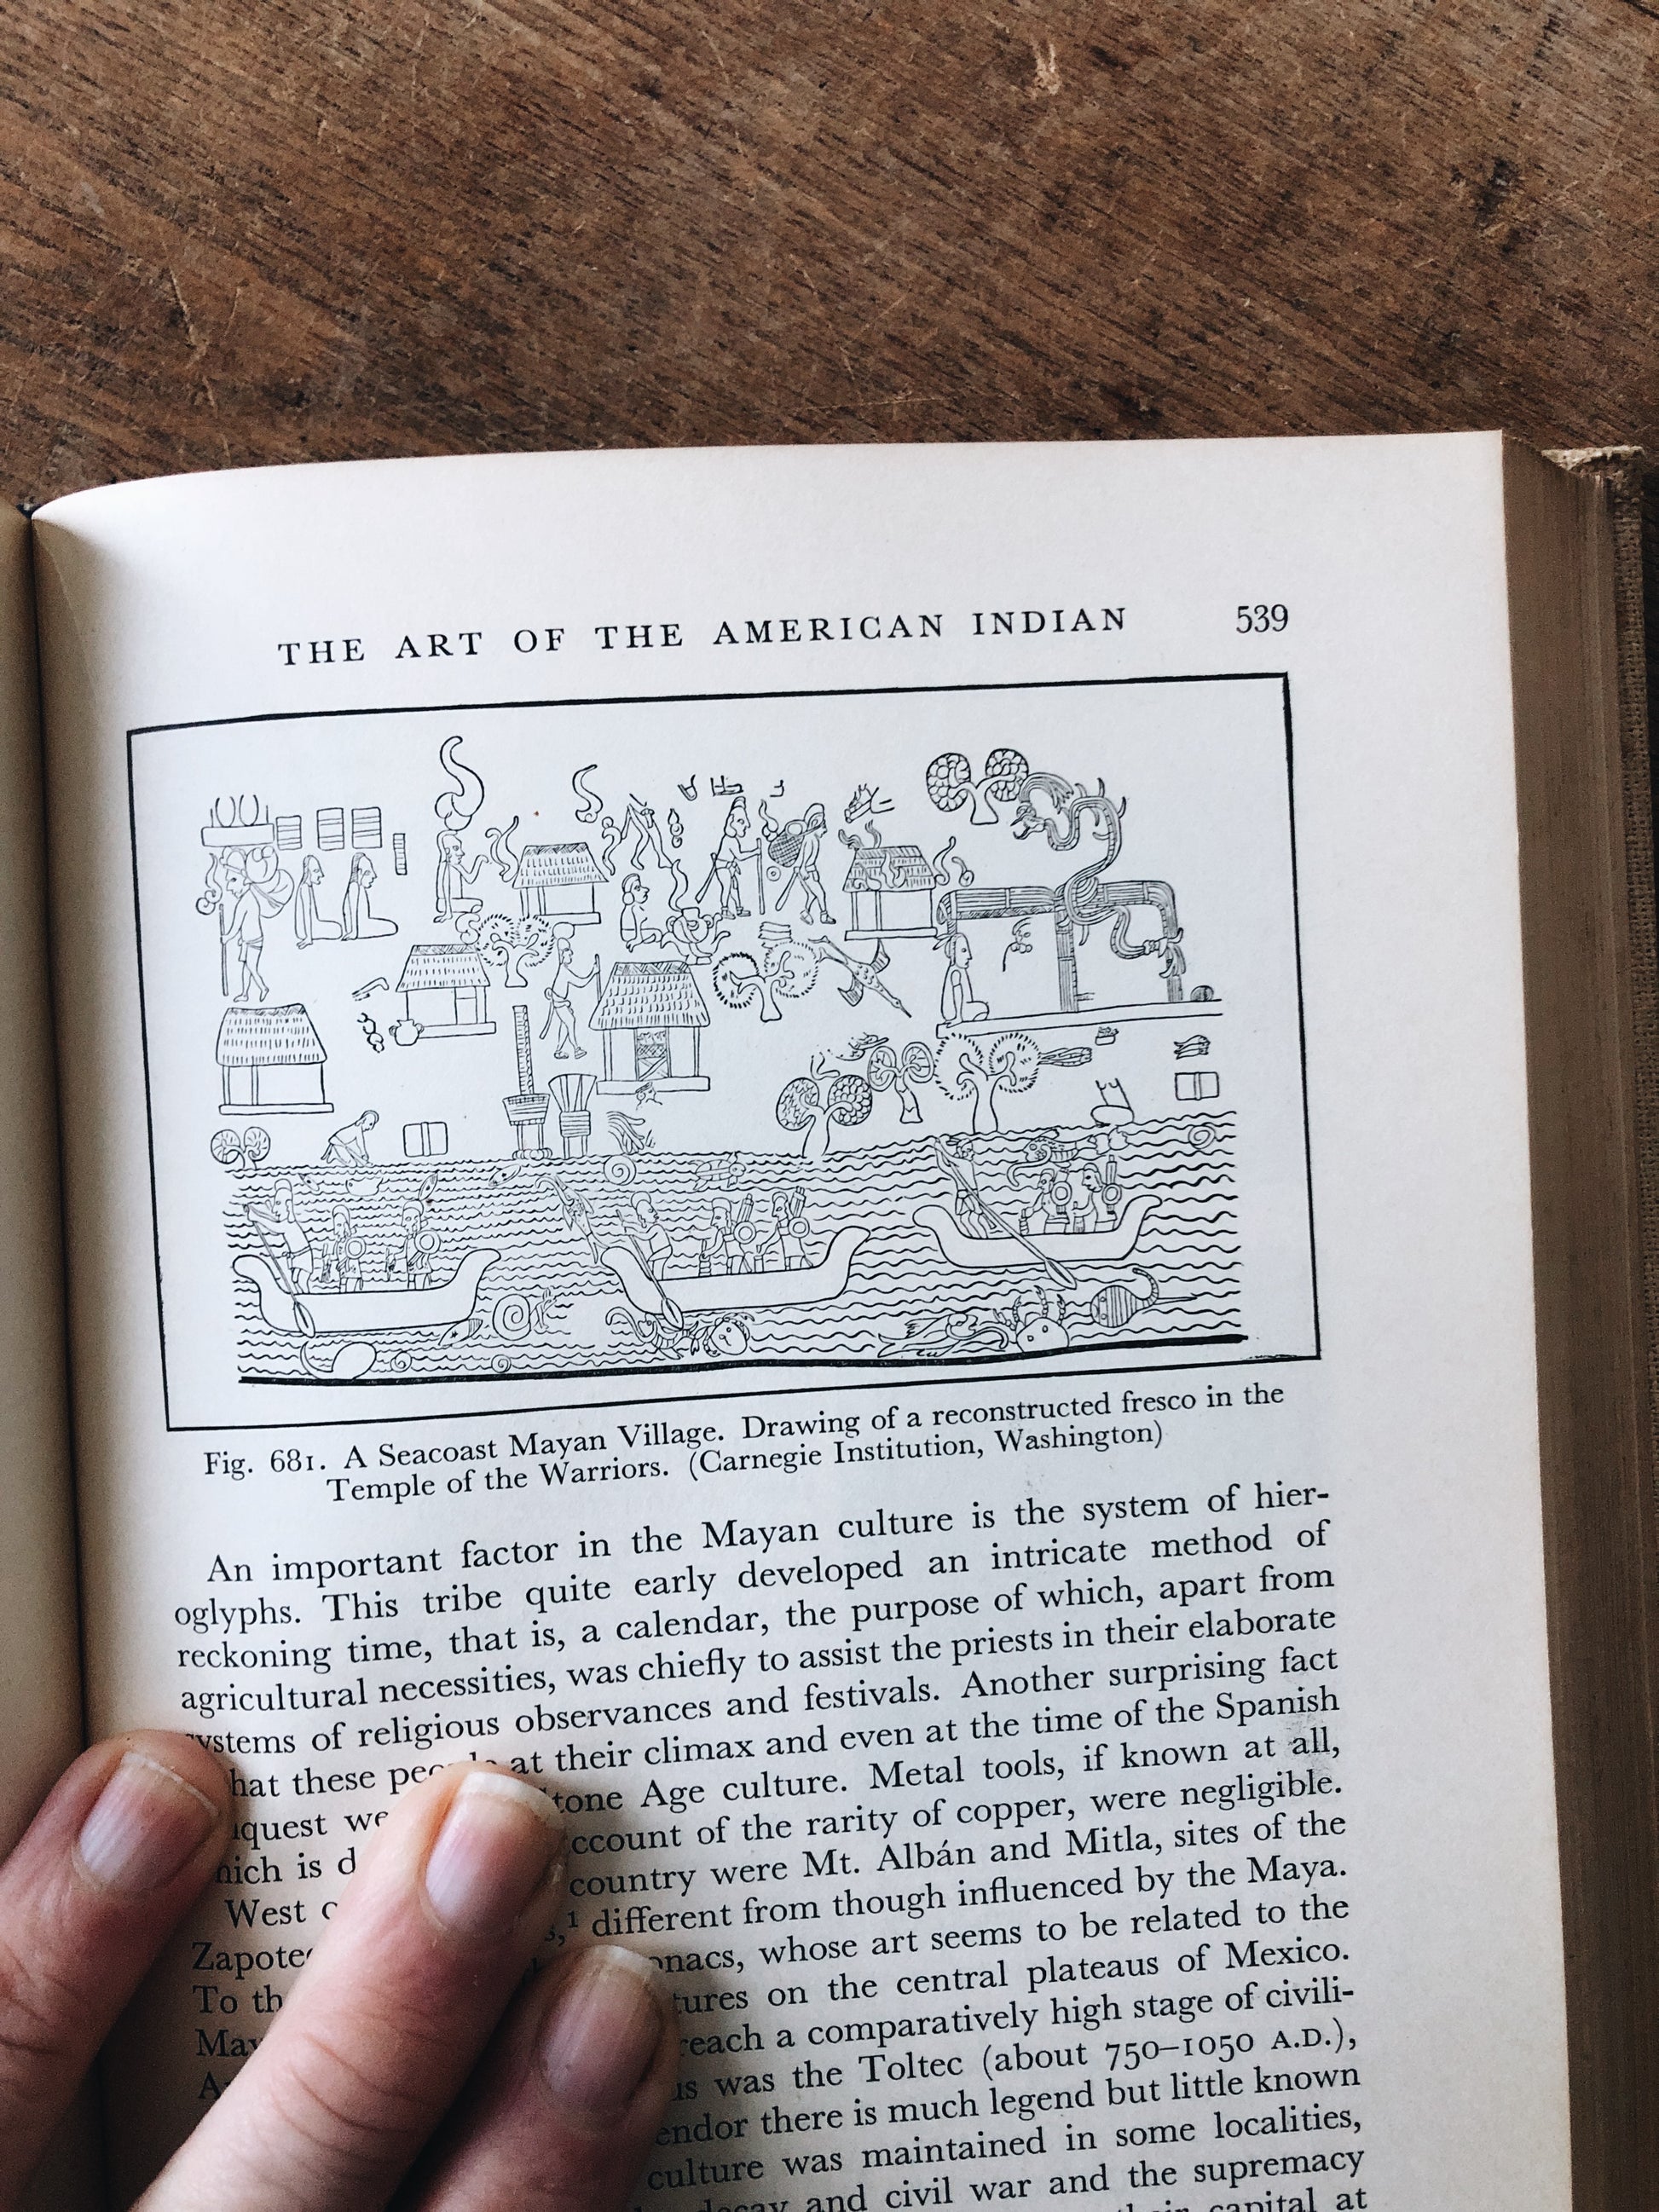 THE ART OF THE AMERICAN INDIAN 539
Fig. 681. A Seacoast Mayan Village. Drawing of a reconstructed fresco in the
Temple of the Warriors. (Carnegie Institution, Washington)
An important factor in the Mayan culture is the system of hier-
oglyphs. This tribe quite early developed an intricate method of
reckoning time, that is, a calendar, the purpose of which, apart from
agricultural necessities, was chiefly to assist the priests in their elaborate
ystems of religious observances and festivals. Another surprising fact
hat these at their climax and even at the time of the Spanish
quest tone Age culture. Metal tools, if known at all,
ich is ccount of the rarity of copper, were negligible.
West country were Mt. Albán and Mitla, sites of the
Zapote s,¹ different from though influenced by the Maya.
To onacs, whose art seems to be related to the
tures on the central plateaus of Mexico.
reach a comparatively high stage of civili-
was the Toltec (about 750–1050 A.D.),
endor there is much legend but little known
culture was maintained in some localities,
decay and civil war and the supremacy
capital at